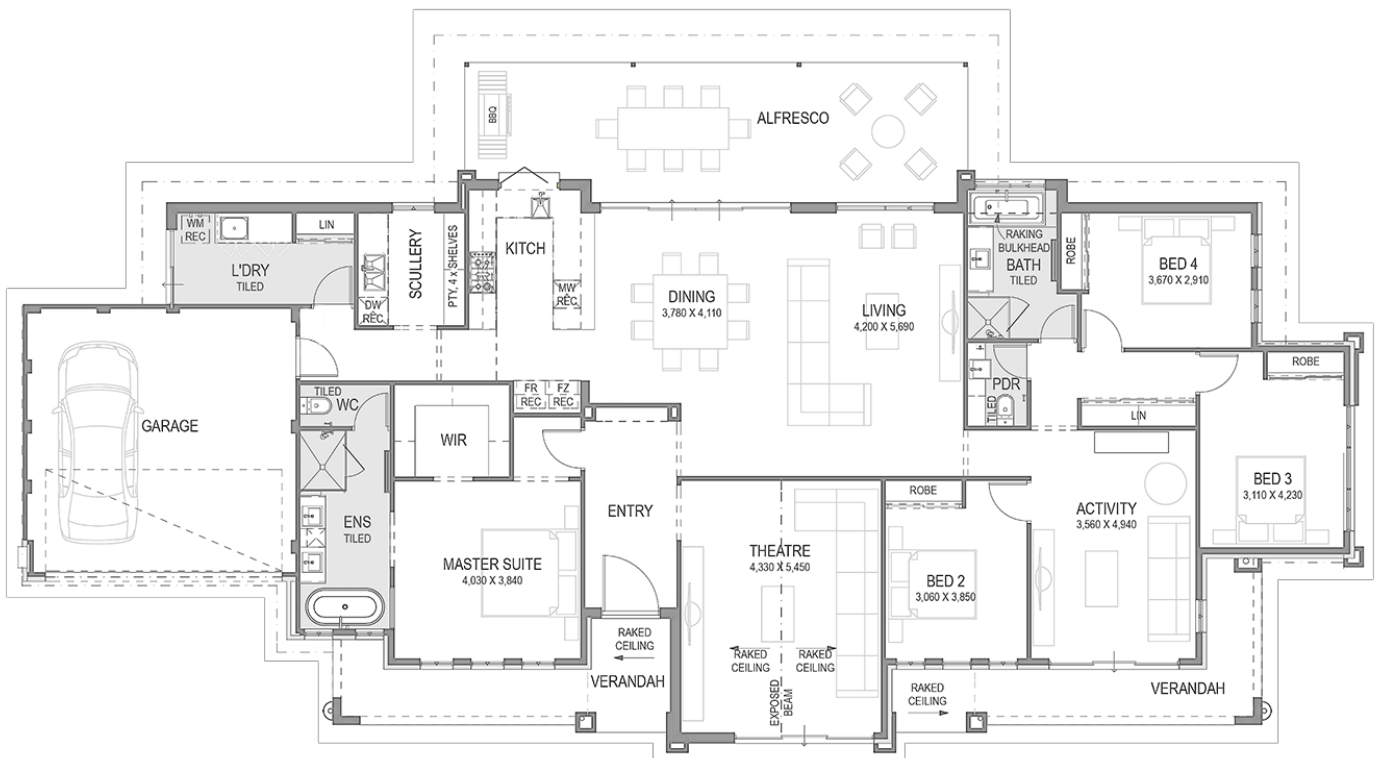 BBQ
ALFRESCO
WM
REC
LIN
L'DRY
TILED
SCULLERY
DW
REC
PTY, 4 x SHELVES
KITCH
MW
REC
DINING
3,780 X 4,110
LIVING
4,200 X 5,690
RAKING
BULKHEAD
BATH
TILED
ROBE
BED 4
3,670 X 2,910
GARAGE
TILED
WC
WIR
FR
REC
FZ
REC
PDR
TILED
LIN
ROBE
BED 3
3,110 X 4,230
ENS
TILED
MASTER SUITE
4,030 X 3,840
ENTRY
THEATRE
4,330 X 5,450
ROBE
BED 2
3,060 X 3,850
ACTIVITY
3,560 X 4,940
RAKED
CEILING
VERANDAH
RAKED
CEILING
RAKED
CEILING
EXPOSED
BEAM
RAKED
CEILING
VERANDAH